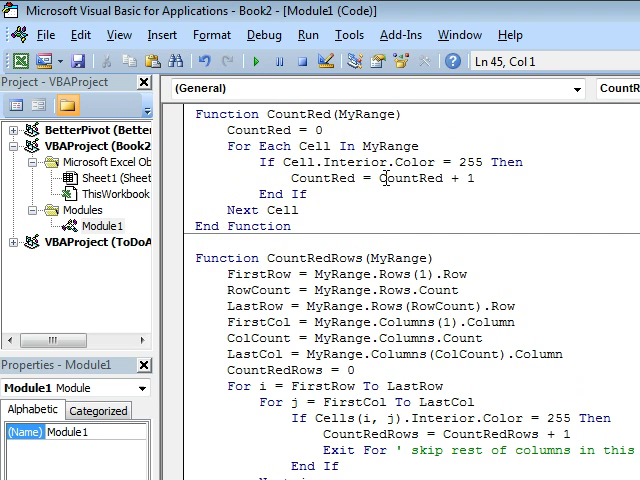 Microsoft Visual Basic for Applications - Book2 - [Module1 (Code)]
File Edit View Insert Format Debug Run Tools Add-Ins Window Help
Ln 45, Col 1
Project - VBAProject
BetterPivot (Better
VBAProject (Book2
Microsoft Excel Ob
Sheet1 (Sheet
ThisWorkbook
Modules
Module1
VBAProject (ToDoA
Properties - Module1
Module1 Module
Alphabetic Categorized
(Name) Module1
(General) CountR
Function CountRed(MyRange)
CountRed = 0
For Each Cell In MyRange
If Cell.Interior.Color = 255 Then
CountRed = CountRed + 1
End If
Next Cell
End Function
Function CountRedRows(MyRange)
FirstRow = MyRange.Rows(1).Row
RowCount = MyRange.Rows.Count
LastRow = MyRange.Rows(RowCount).Row
FirstCol = MyRange.Columns(1).Column
ColCount = MyRange.Columns.Count
LastCol = MyRange.Columns(ColCount).Column
CountRedRows = 0
For i = FirstRow To LastRow
For j = FirstCol To LastCol
If Cells(i, j).Interior.Color = 255 Then
CountRedRows = CountRedRows + 1
Exit For ' skip rest of columns in this
End If